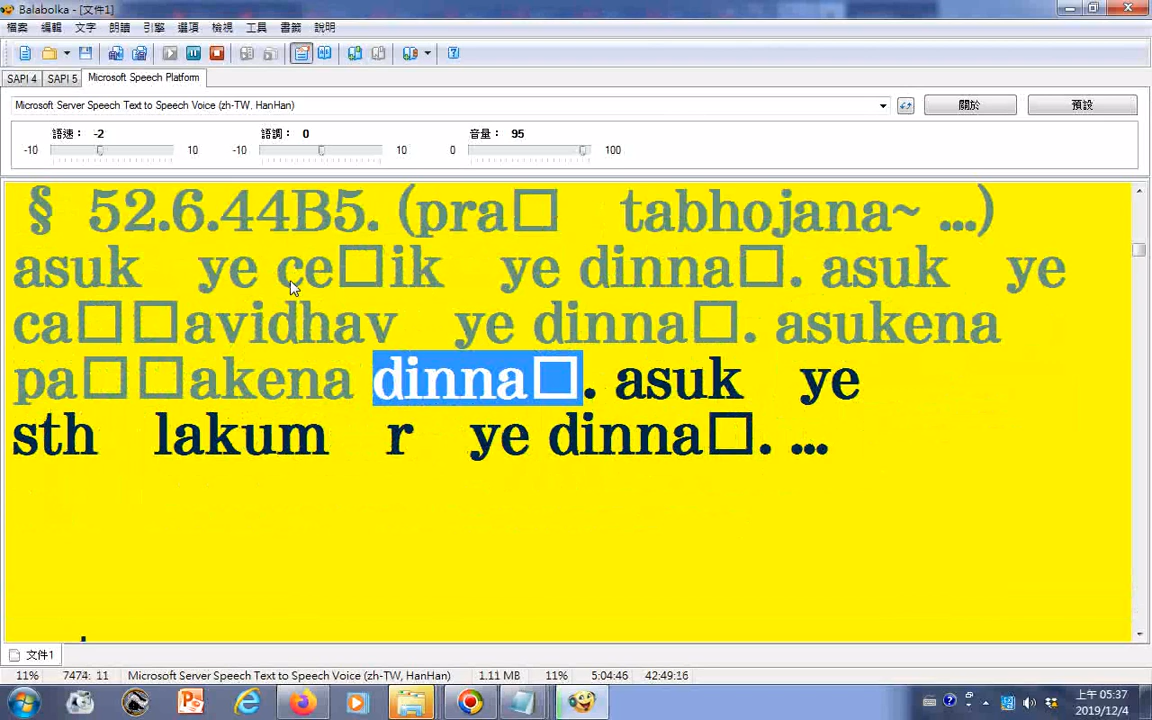 Balabolka - [文件1]
檔案 編輯 文字 朗讀 引擎 選項 檢視 工具 書籤 說明
SAPI 4 SAPI 5 Microsoft Speech Platform
Microsoft Server Speech Text to Speech Voice (zh-TW, HanHan) 關於 預設
語速： -2 語調： 0 音量： 95
-10 10 -10 10 0 100
§ 52.6.44B5. (pra□ tabhojana~ ...)
asuk ye çe□ik ye dinna□. asuk ye
ca□□avidhav ye dinna□. asukena
pa□□akena dinna□. asuk ye
sth lakum r ye dinna□. ...
文件1
11% 7474: 11 Microsoft Server Speech Text to Speech Voice (zh-TW, HanHan) 1.11 MB 11% 5:04:46 42:49:16
上午 05:37
2019/12/4